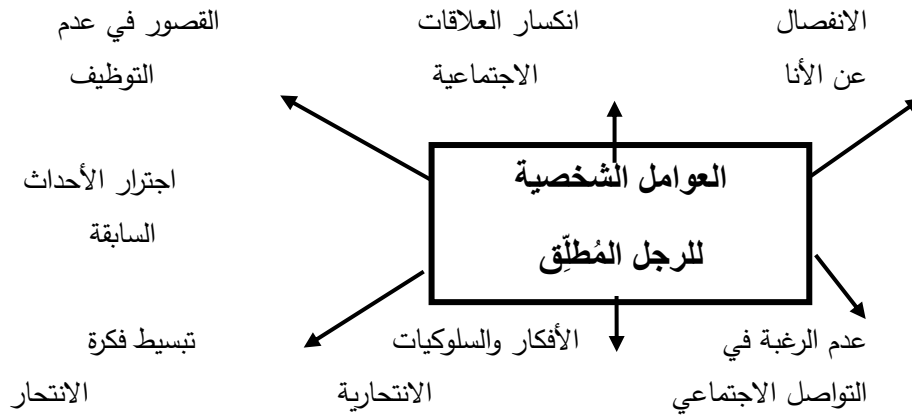 الانفصال
عن الأنا
انكسار العلاقات
الاجتماعية
القصور في عدم
التوظيف
العوامل الشخصية
للرجل المُطلِّق
اجترار الأحداث
السابقة
عدم الرغبة في
التواصل الاجتماعي
الأفكار والسلوكيات
الانتحارية
تبسيط فكرة
الانتحار